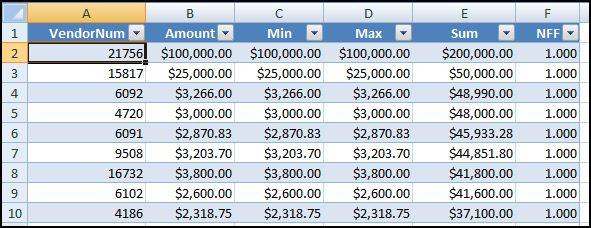 A B C D E F
1 VendorNum Amount Min Max Sum NFF
2 21756 $100,000.00 $100,000.00 $100,000.00 $200,000.00 1.000
3 15817 $25,000.00 $25,000.00 $25,000.00 $50,000.00 1.000
4 6092 $3,266.00 $3,266.00 $3,266.00 $48,990.00 1.000
5 4720 $3,000.00 $3,000.00 $3,000.00 $48,000.00 1.000
6 6091 $2,870.83 $2,870.83 $2,870.83 $45,933.28 1.000
7 9508 $3,203.70 $3,203.70 $3,203.70 $44,851.80 1.000
8 16732 $3,800.00 $3,800.00 $3,800.00 $41,800.00 1.000
9 6102 $2,600.00 $2,600.00 $2,600.00 $41,600.00 1.000
10 4186 $2,318.75 $2,318.75 $2,318.75 $37,100.00 1.000